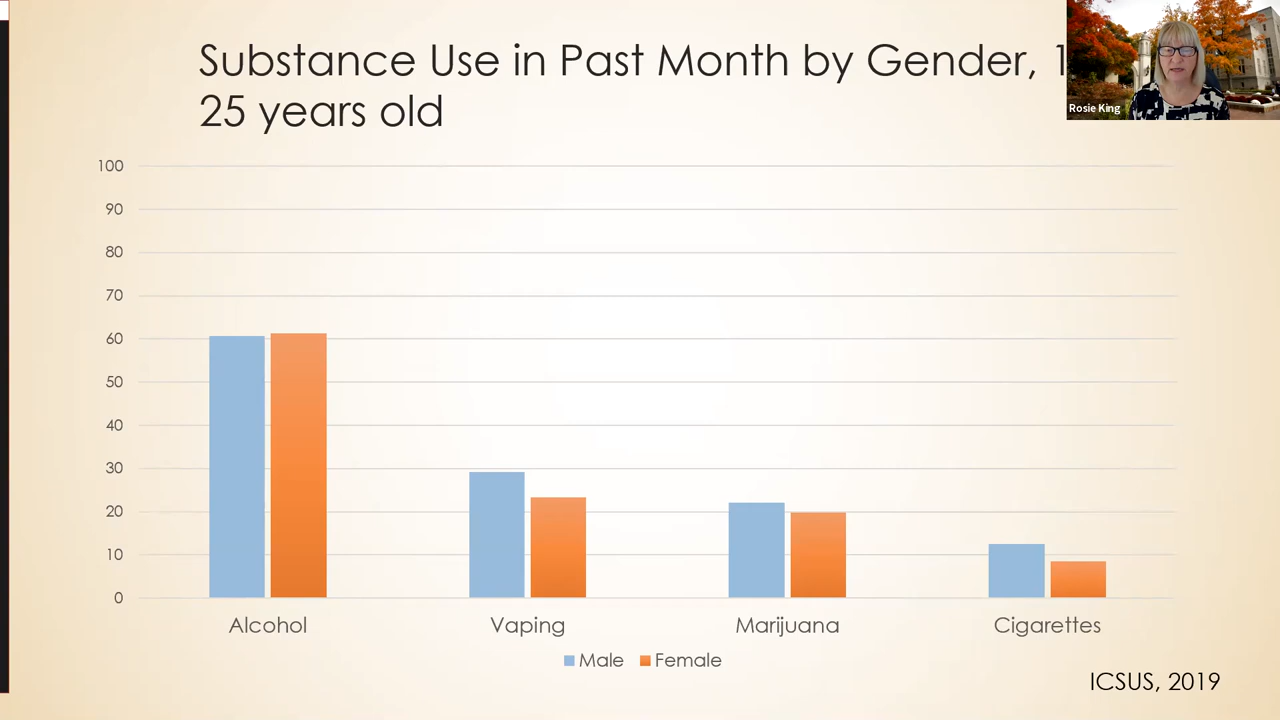 Substance Use in Past Month by Gender, 1
25 years old
Rosie King
100
90
80
70
60
50
40
30
20
10
0
Alcohol Vaping Marijuana Cigarettes
Male Female
ICSUS, 2019